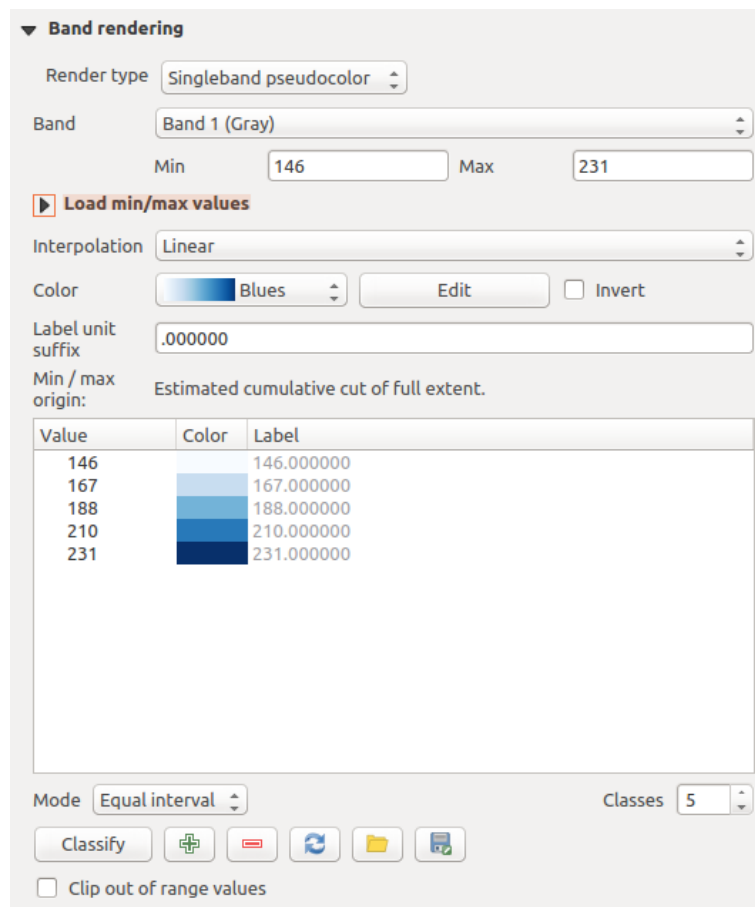 Band rendering
Render type Singleband pseudocolor
Band Band 1 (Gray)
Min 146 Max 231
Load min/max values
Interpolation Linear
Color Blues Edit Invert
Label unit suffix .000000
Min / max origin: Estimated cumulative cut of full extent.
Value Color Label
146 146.000000
167 167.000000
188 188.000000
210 210.000000
231 231.000000
Mode Equal interval Classes 5
Classify
Clip out of range values